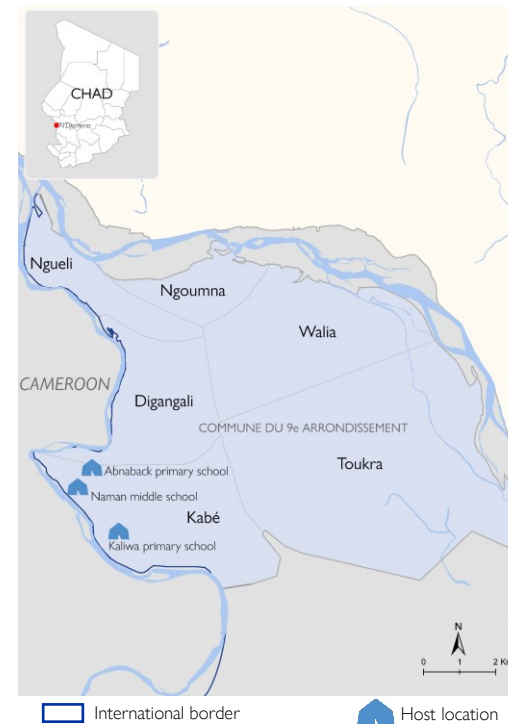 CHAD
N'Djamena
Ngueli
Ngoumna
Walia
CAMEROON
Digangali
COMMUNE DU 9e ARRONDISSEMENT
Toukra
Abnaback primary school
Naman middle school
Kabé
Kaliwa primary school
N
0 1 2 K
International border
Host location